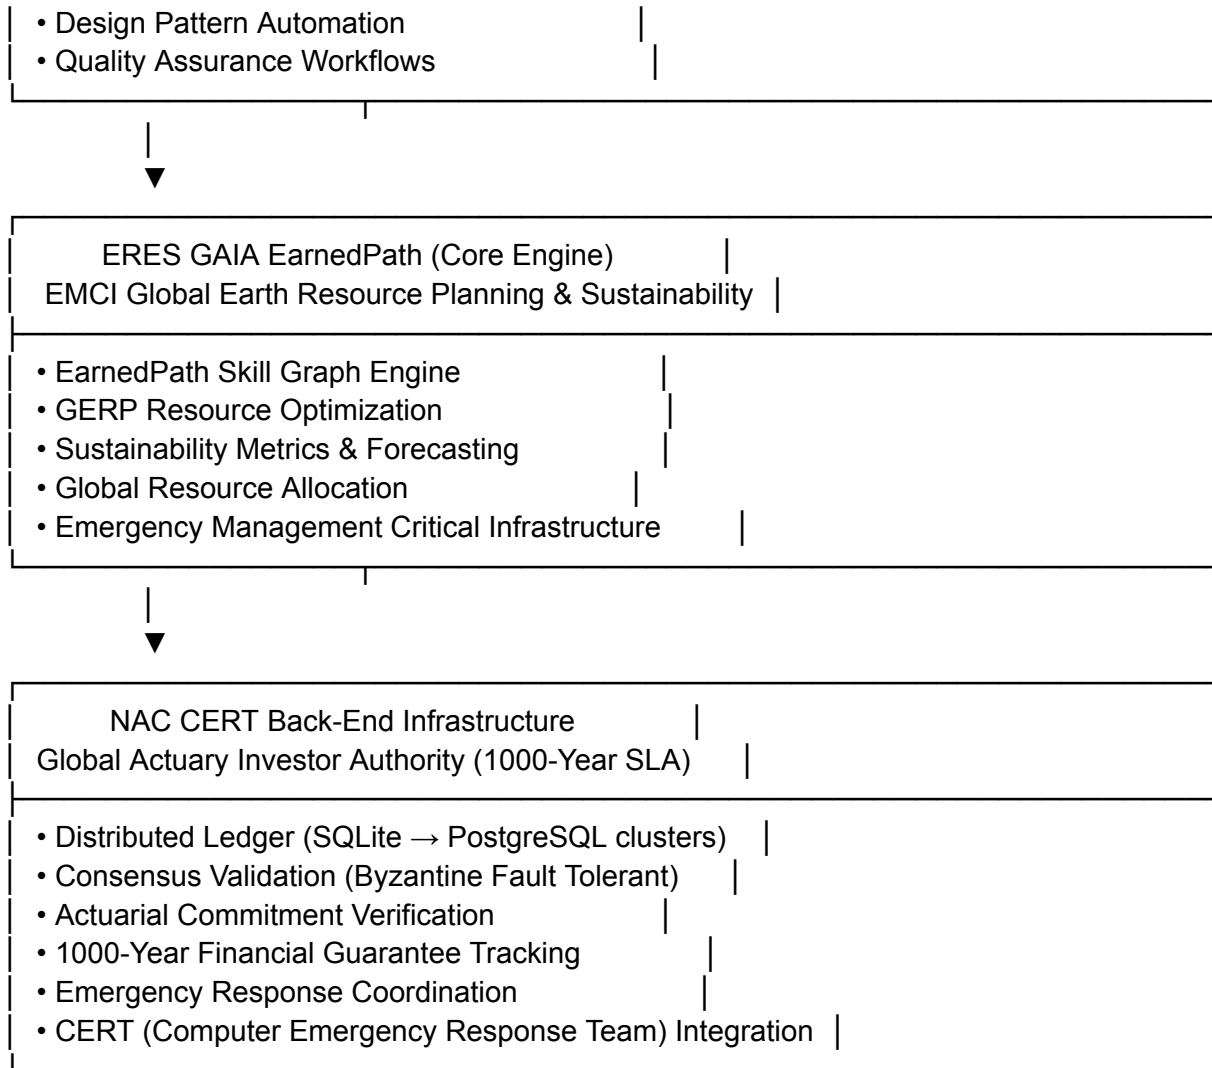 • Design Pattern Automation
• Quality Assurance Workflows
ERES GAIA EarnedPath (Core Engine)
EMCI Global Earth Resource Planning & Sustainability
• EarnedPath Skill Graph Engine
• GERP Resource Optimization
• Sustainability Metrics & Forecasting
• Global Resource Allocation
• Emergency Management Critical Infrastructure
NAC CERT Back-End Infrastructure
Global Actuary Investor Authority (1000-Year SLA)
• Distributed Ledger (SQLite → PostgreSQL clusters)
• Consensus Validation (Byzantine Fault Tolerant)
• Actuarial Commitment Verification
• 1000-Year Financial Guarantee Tracking
• Emergency Response Coordination
• CERT (Computer Emergency Response Team) Integration